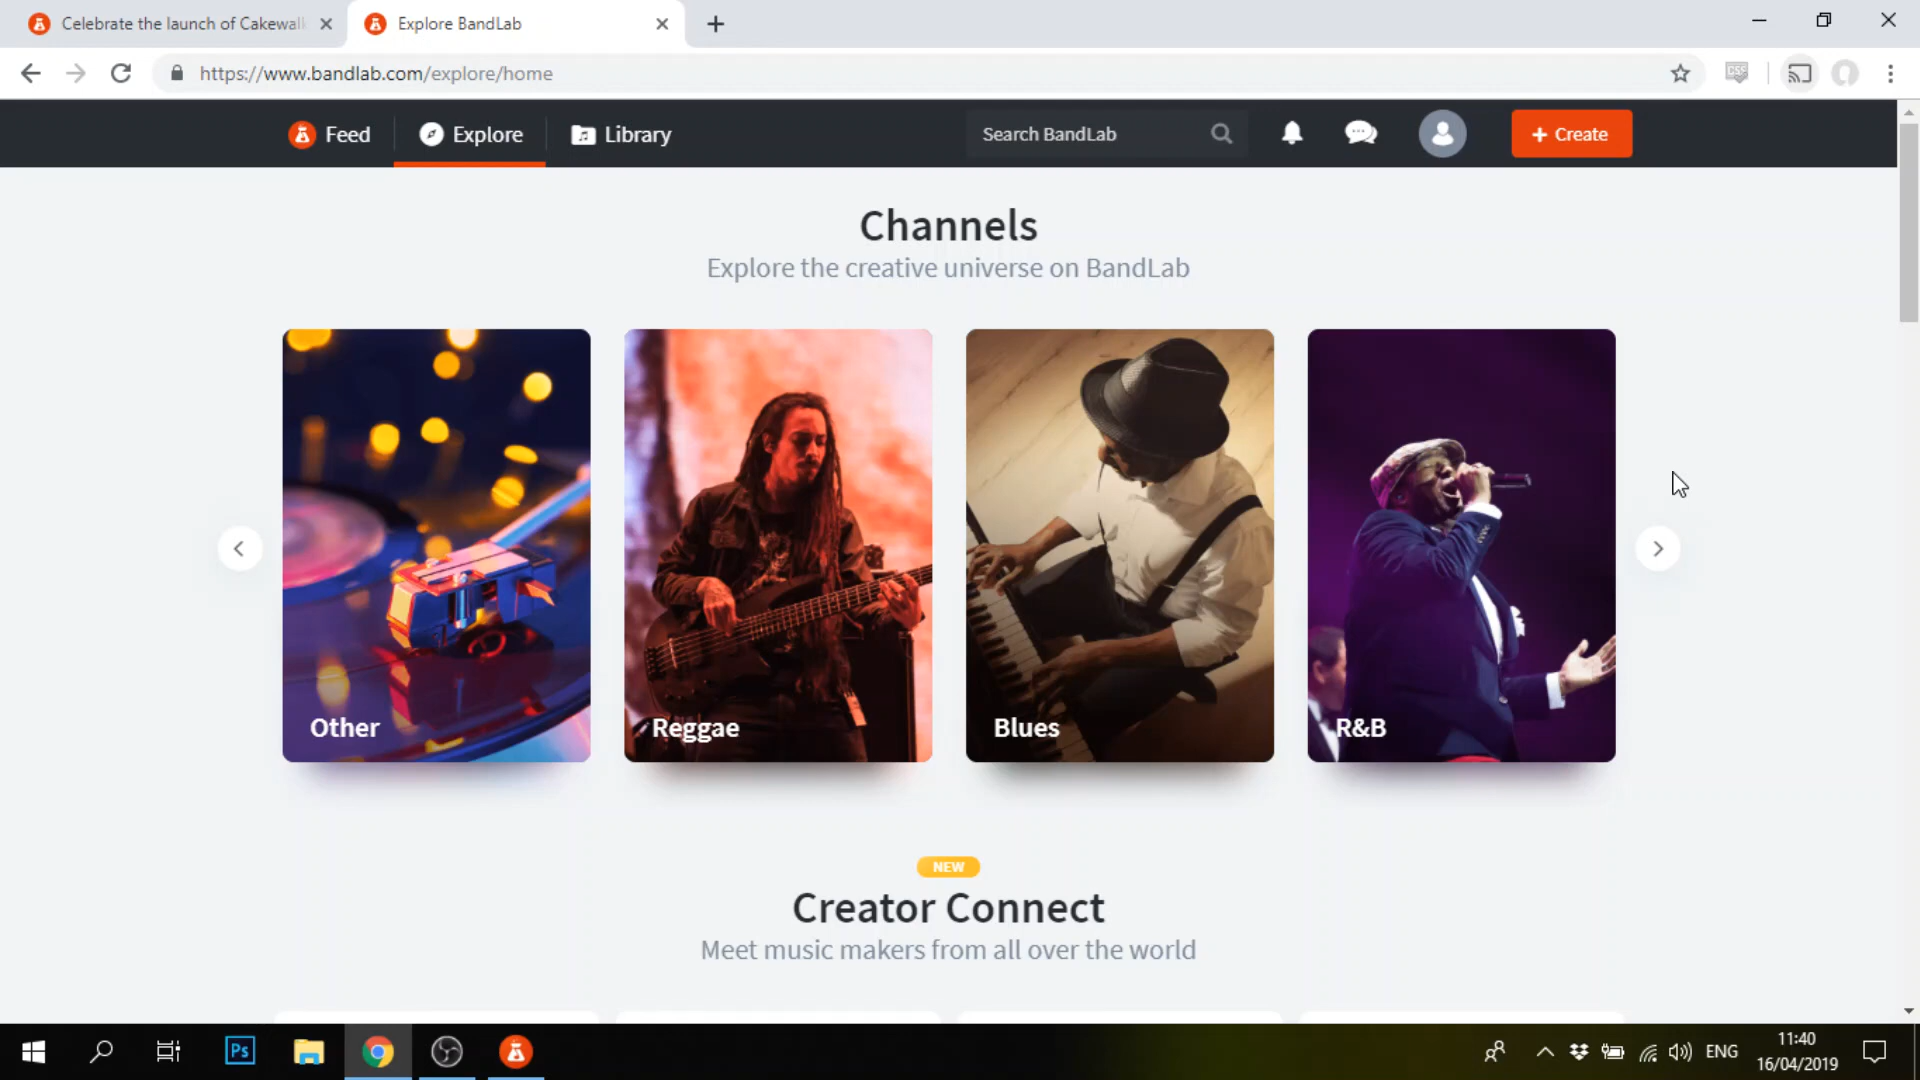 Celebrate the launch of Cakewal
Explore BandLab
https://www.bandlab.com/explore/home
Feed
Explore
Library
Search BandLab
+ Create
Channels
Explore the creative universe on BandLab
Other
Reggae
Blues
R&B
NEW
Creator Connect
Meet music makers from all over the world
Ps
ENG
11:40
16/04/2019